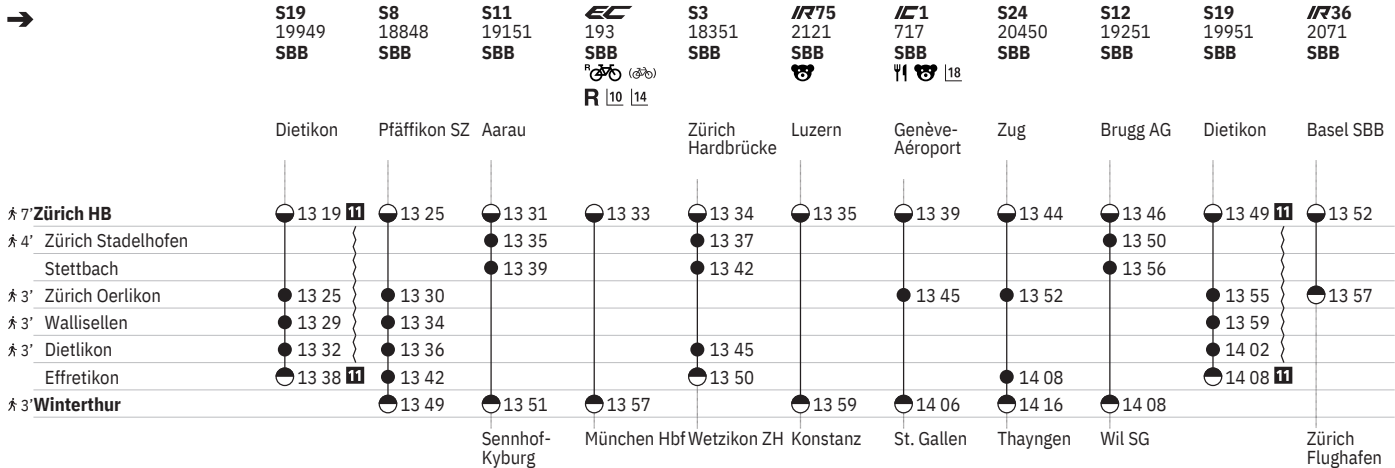 S19 S8 S11 EC S3 IR75 IC1 S24 S12 S19 IR36
19949 18848 19151 193 18351 2121 717 20450 19251 19951 2071
SBB SBB SBB SBB SBB SBB SBB SBB SBB SBB SBB
R 18
R 10 14
Dietikon Pfäffikon SZ Aarau Zürich Luzern Genève- Zug Brugg AG Dietikon Basel SBB
Hardbrücke Aéroport
7' Zürich HB 13 19 11 13 25 13 31 13 33 13 34 13 35 13 39 13 44 13 46 13 49 11 13 52
4' Zürich Stadelhofen 13 35 13 37 13 50
Stettbach 13 39 13 42 13 56
3' Zürich Oerlikon 13 25 13 30 13 45 13 52 13 55 13 57
3' Wallisellen 13 29 13 34 13 59
3' Dietlikon 13 32 13 36 13 45 14 02
Effretikon 13 38 11 13 42 13 50 14 08 14 08 11
3' Winterthur 13 49 13 51 13 57 13 59 14 06 14 16 14 08
Sennhof- München Hbf Wetzikon ZH Konstanz St. Gallen Thayngen Wil SG Zürich
Kyburg Flughafen